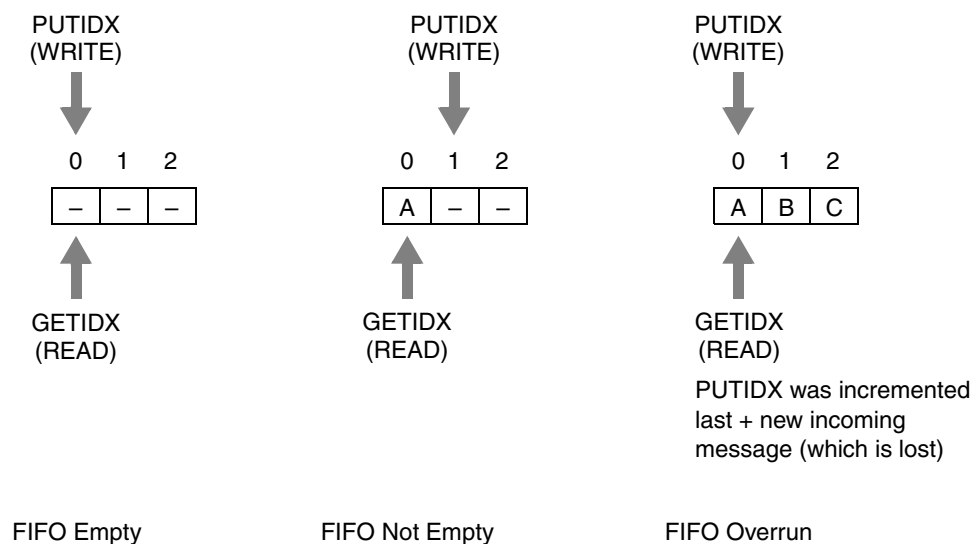 PUTIDX
(WRITE)
PUTIDX
(WRITE)
PUTIDX
(WRITE)
0 1 2
0 1 2
0 1 2
– – –
A – –
A B C
GETIDX
(READ)
GETIDX
(READ)
GETIDX
(READ)
PUTIDX was incremented
last + new incoming
message (which is lost)
FIFO Empty
FIFO Not Empty
FIFO Overrun